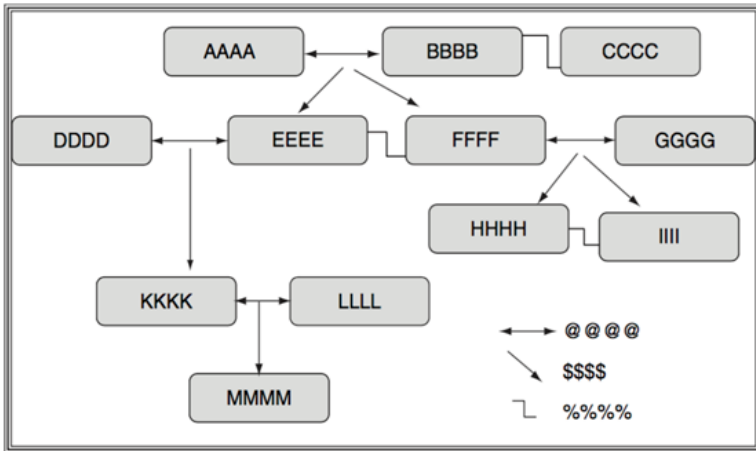 AAAA BBBB CCCC
DDDD EEEE FFFF GGGG
HHHH IIII
KKKK LLLL
@@@@
$$$$
MMMM
%%%%